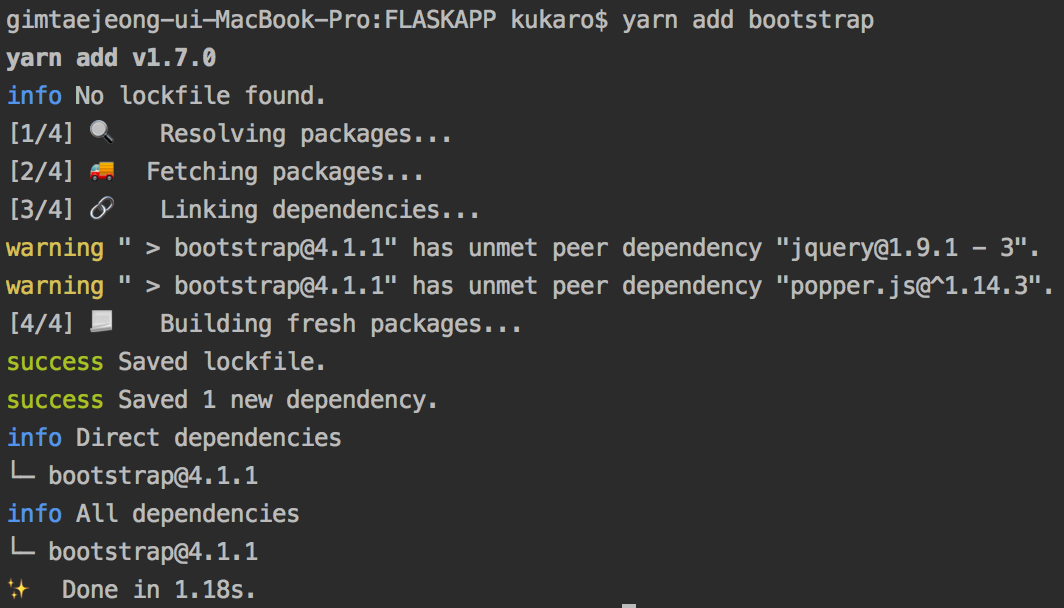 gimtaejeong-ui-MacBook-Pro:FLASKAPP kukaro$ yarn add bootstrap
yarn add v1.7.0
info No lockfile found.
[1/4] 🔍 Resolving packages...
[2/4] 🚚 Fetching packages...
[3/4] 🔗 Linking dependencies...
warning " > bootstrap@4.1.1" has unmet peer dependency "jquery@1.9.1 - 3".
warning " > bootstrap@4.1.1" has unmet peer dependency "popper.js@^1.14.3".
[4/4] 📃 Building fresh packages...
success Saved lockfile.
success Saved 1 new dependency.
info Direct dependencies
└─ bootstrap@4.1.1
info All dependencies
└─ bootstrap@4.1.1
✨ Done in 1.18s.